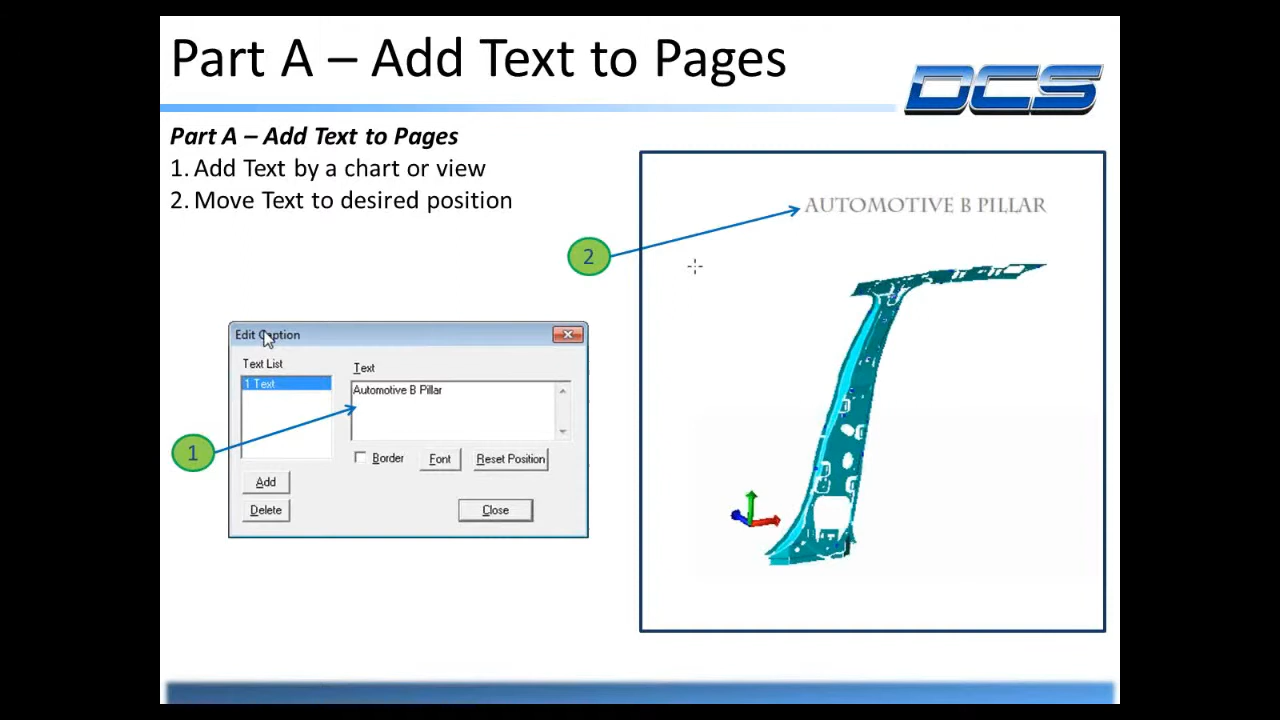 Part A – Add Text to Pages
DCS
Part A – Add Text to Pages
1. Add Text by a chart or view
2. Move Text to desired position
AUTOMOTIVE B PILLAR
2
Edit Caption
Text List
Text
1 Text
Automotive B Pillar
1
Border
Font
Reset Position
Add
Delete
Close